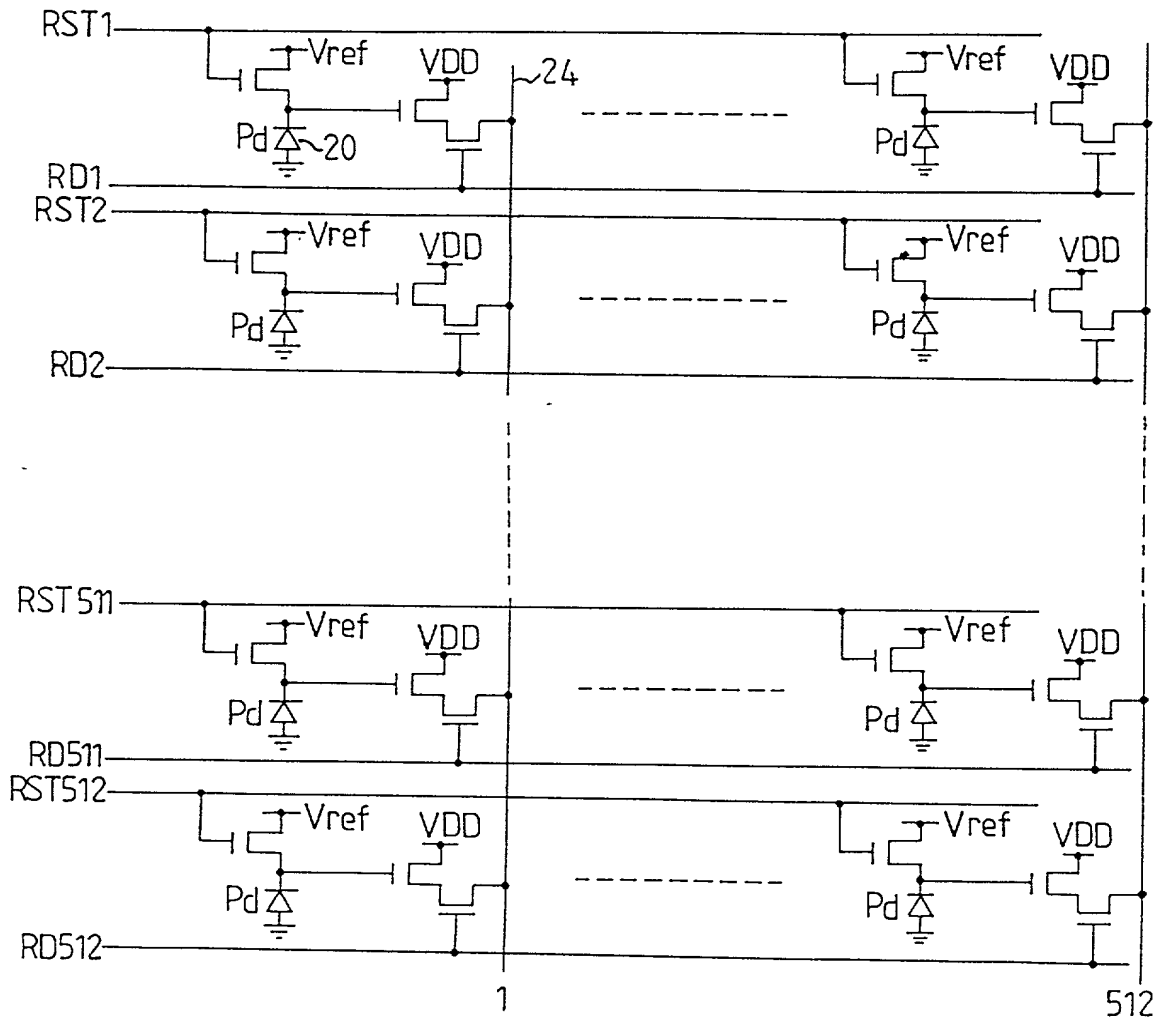 RST1
Vref
VDD
24
Vref
VDD
Pd
20
Pd
RD1
RST2
Vref
VDD
Vref
VDD
Pd
Pd
RD2
RST511
Vref
VDD
Vref
VDD
Pd
Pd
RD511
RST512
Vref
VDD
Vref
VDD
Pd
Pd
RD512
1
512